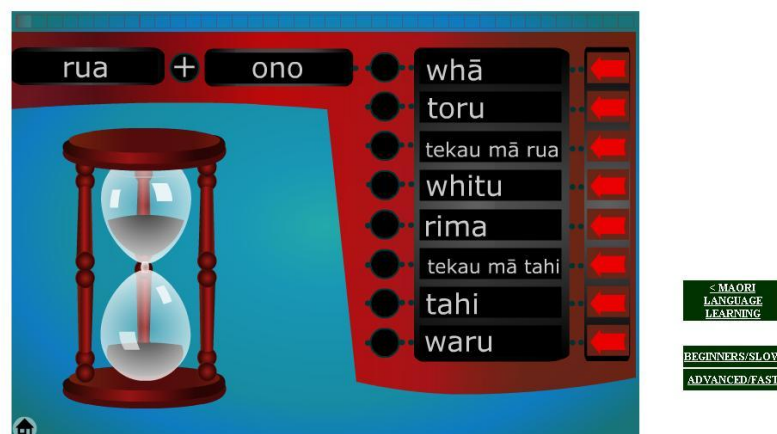 rua + ono
whā
toru
tekau mā rua
whitu
rima
tekau mā tahi
tahi
waru
< MAORI
LANGUAGE
LEARNING
BEGINNERS/SLOW
ADVANCED/FAST